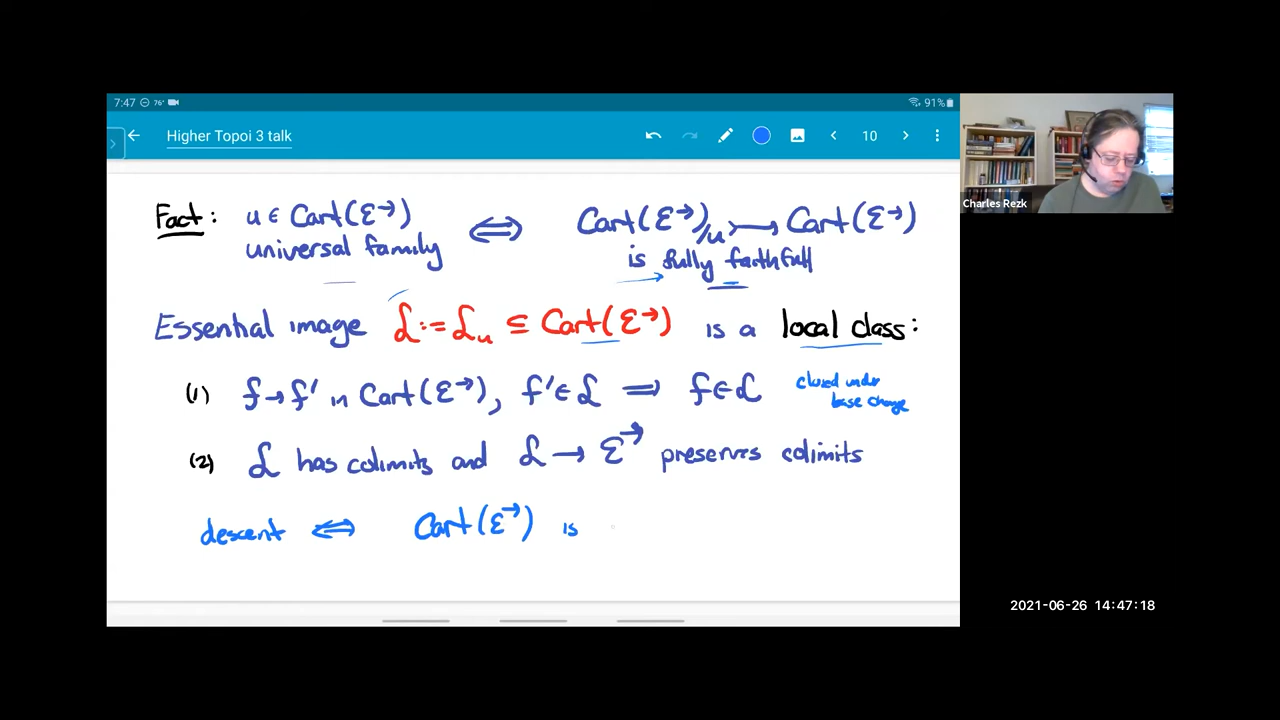 7:47 76° 91%
Higher Topoi 3 talk 10
Charles Rezk
Fact: u ∈ Cart(ℰ^→) ⟺ Cart(ℰ^→)/u ↣ Cart(ℰ^→)
universal family is fully faithful
Essential image ℒ := ℒ_u ⊆ Cart(ℰ^→) is a local class:
(1) f → f' in Cart(ℰ^→), f' ∈ ℒ ⟹ f ∈ ℒ closed under
base change
(2) ℒ has colimits and ℒ → ℰ^→ preserves colimits
descent ⟺ Cart(ℰ^→) is
2021-06-26 14:47:18